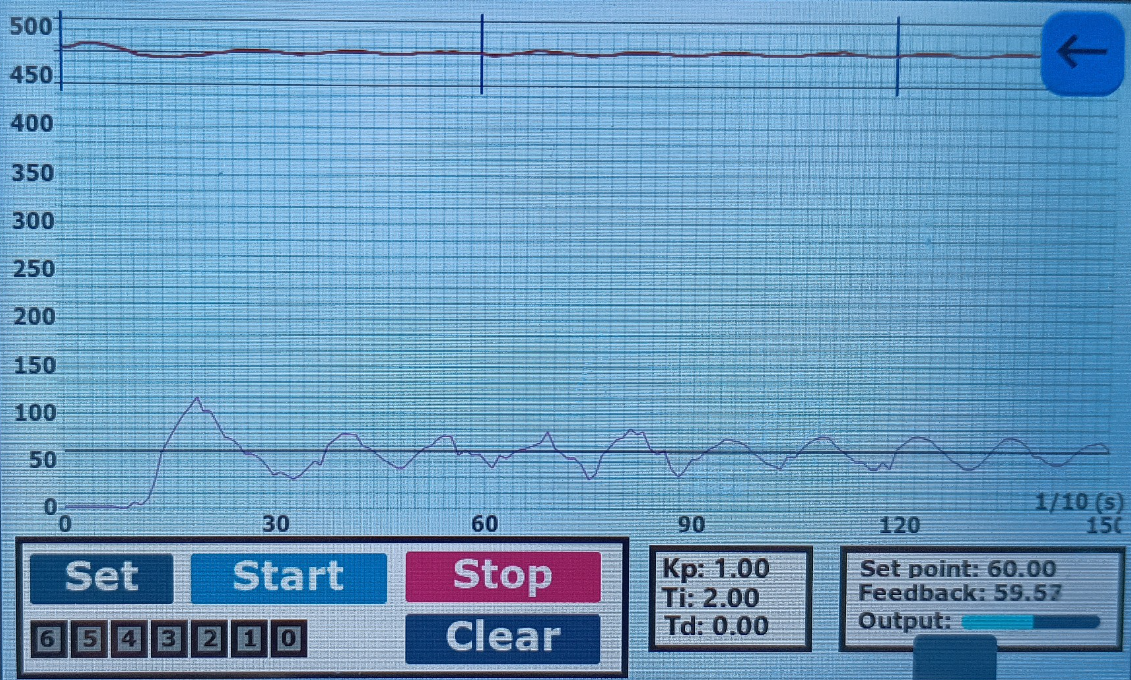 500
450
400
350
300
250
200
150
100
50
0
1/10 (s)
0 30 60 90 120 150
Set Start Stop
6 5 4 3 2 1 0 Clear
Kp: 1.00
Ti: 2.00
Td: 0.00
Set point: 60.00
Feedback: 59.57
Output: